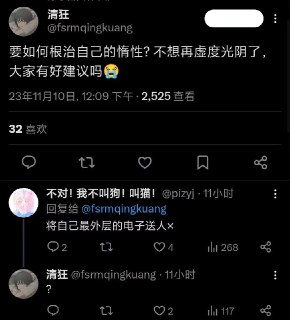 清狂
@fsrmqingkuang
要如何根治自己的惰性?不想再虚度光阴了,
大家有好建议吗😭
23年11月10日, 12:09 下午 · 2,525 查看
32 喜欢
不对!我不叫狗!叫猫! @pizyj · 11小时
回复给 @fsrmqingkuang
将自己最外层的电子送人×
2 4 268
清狂 @fsrmqingkuang · 11小时
?
2 117